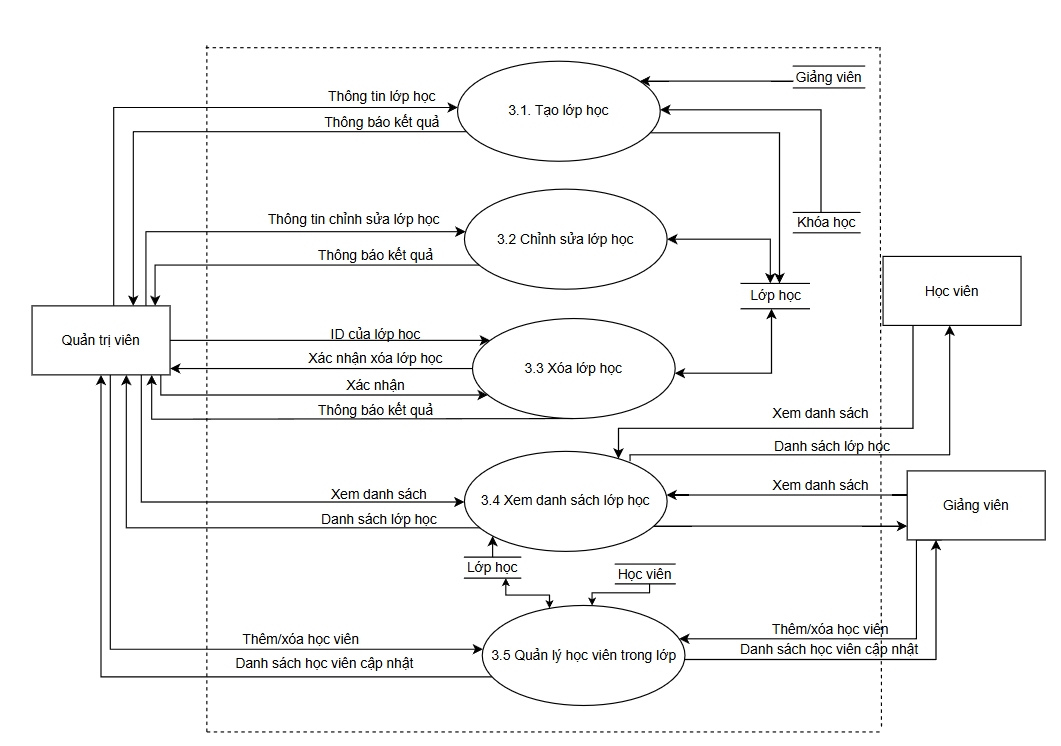 Giảng viên
Thông tin lớp học
3.1. Tạo lớp học
Thông báo kết quả
Thông tin chỉnh sửa lớp học
Khóa học
3.2 Chỉnh sửa lớp học
Thông báo kết quả
Lớp học
Học viên
Quản trị viên
ID của lớp học
Xác nhận xóa lớp học
3.3 Xóa lớp học
Xác nhận
Thông báo kết quả
Xem danh sách
Danh sách lớp học
Xem danh sách
Xem danh sách
3.4 Xem danh sách lớp học
Giảng viên
Danh sách lớp học
Lớp học
Học viên
Thêm/xóa học viên
Thêm/xóa học viên
Danh sách học viên cập nhật
3.5 Quản lý học viên trong lớp
Danh sách học viên cập nhật